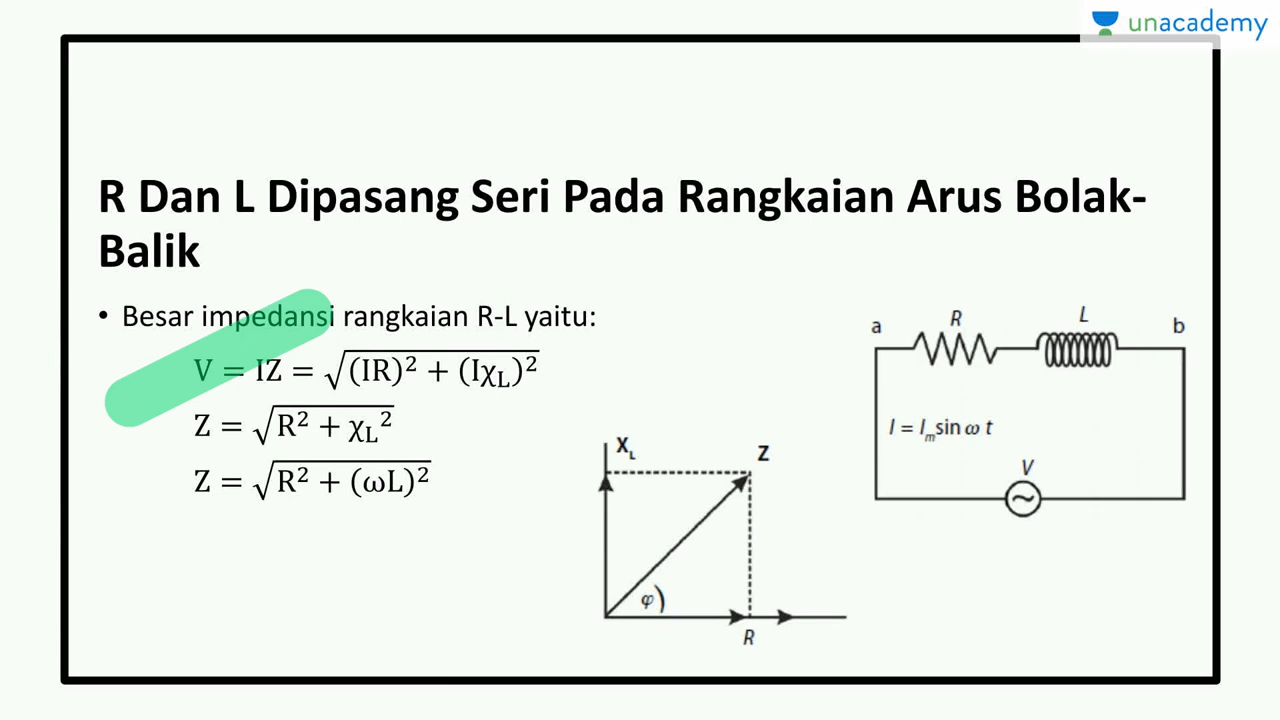 unacademy
R Dan L Dipasang Seri Pada Rangkaian Arus Bolak-
Balik
• Besar impedansi rangkaian R-L yaitu:
V = IZ = √(IR)² + (Iχ_L)²
Z = √R² + χ_L²
Z = √R² + (ωL)²
a R L b
I = I_m sin ω t
V
X_L Z
φ
R